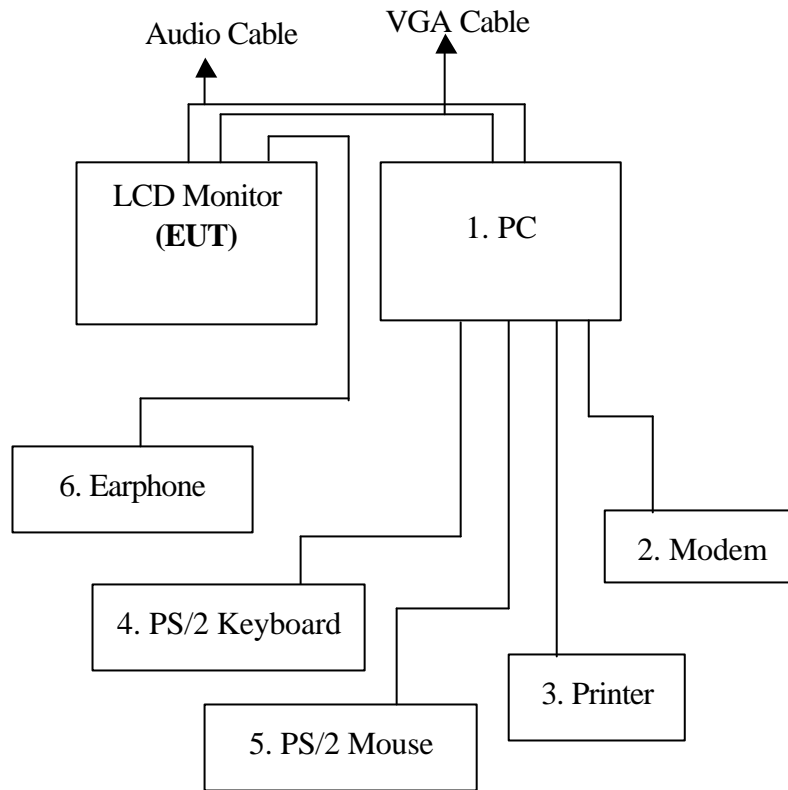 Audio Cable
VGA Cable
LCD Monitor
(EUT)
1. PC
6. Earphone
2. Modem
4. PS/2 Keyboard
3. Printer
5. PS/2 Mouse